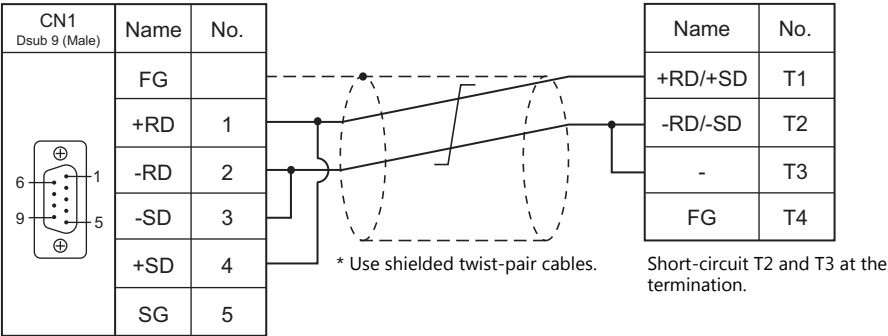 CN1
Dsub 9 (Male)
Name No.
FG
+RD 1
-RD 2
-SD 3
+SD 4
SG 5
6
1
9
5
* Use shielded twist-pair cables.
Name No.
+RD/+SD T1
-RD/-SD T2
- T3
FG T4
Short-circuit T2 and T3 at the
termination.